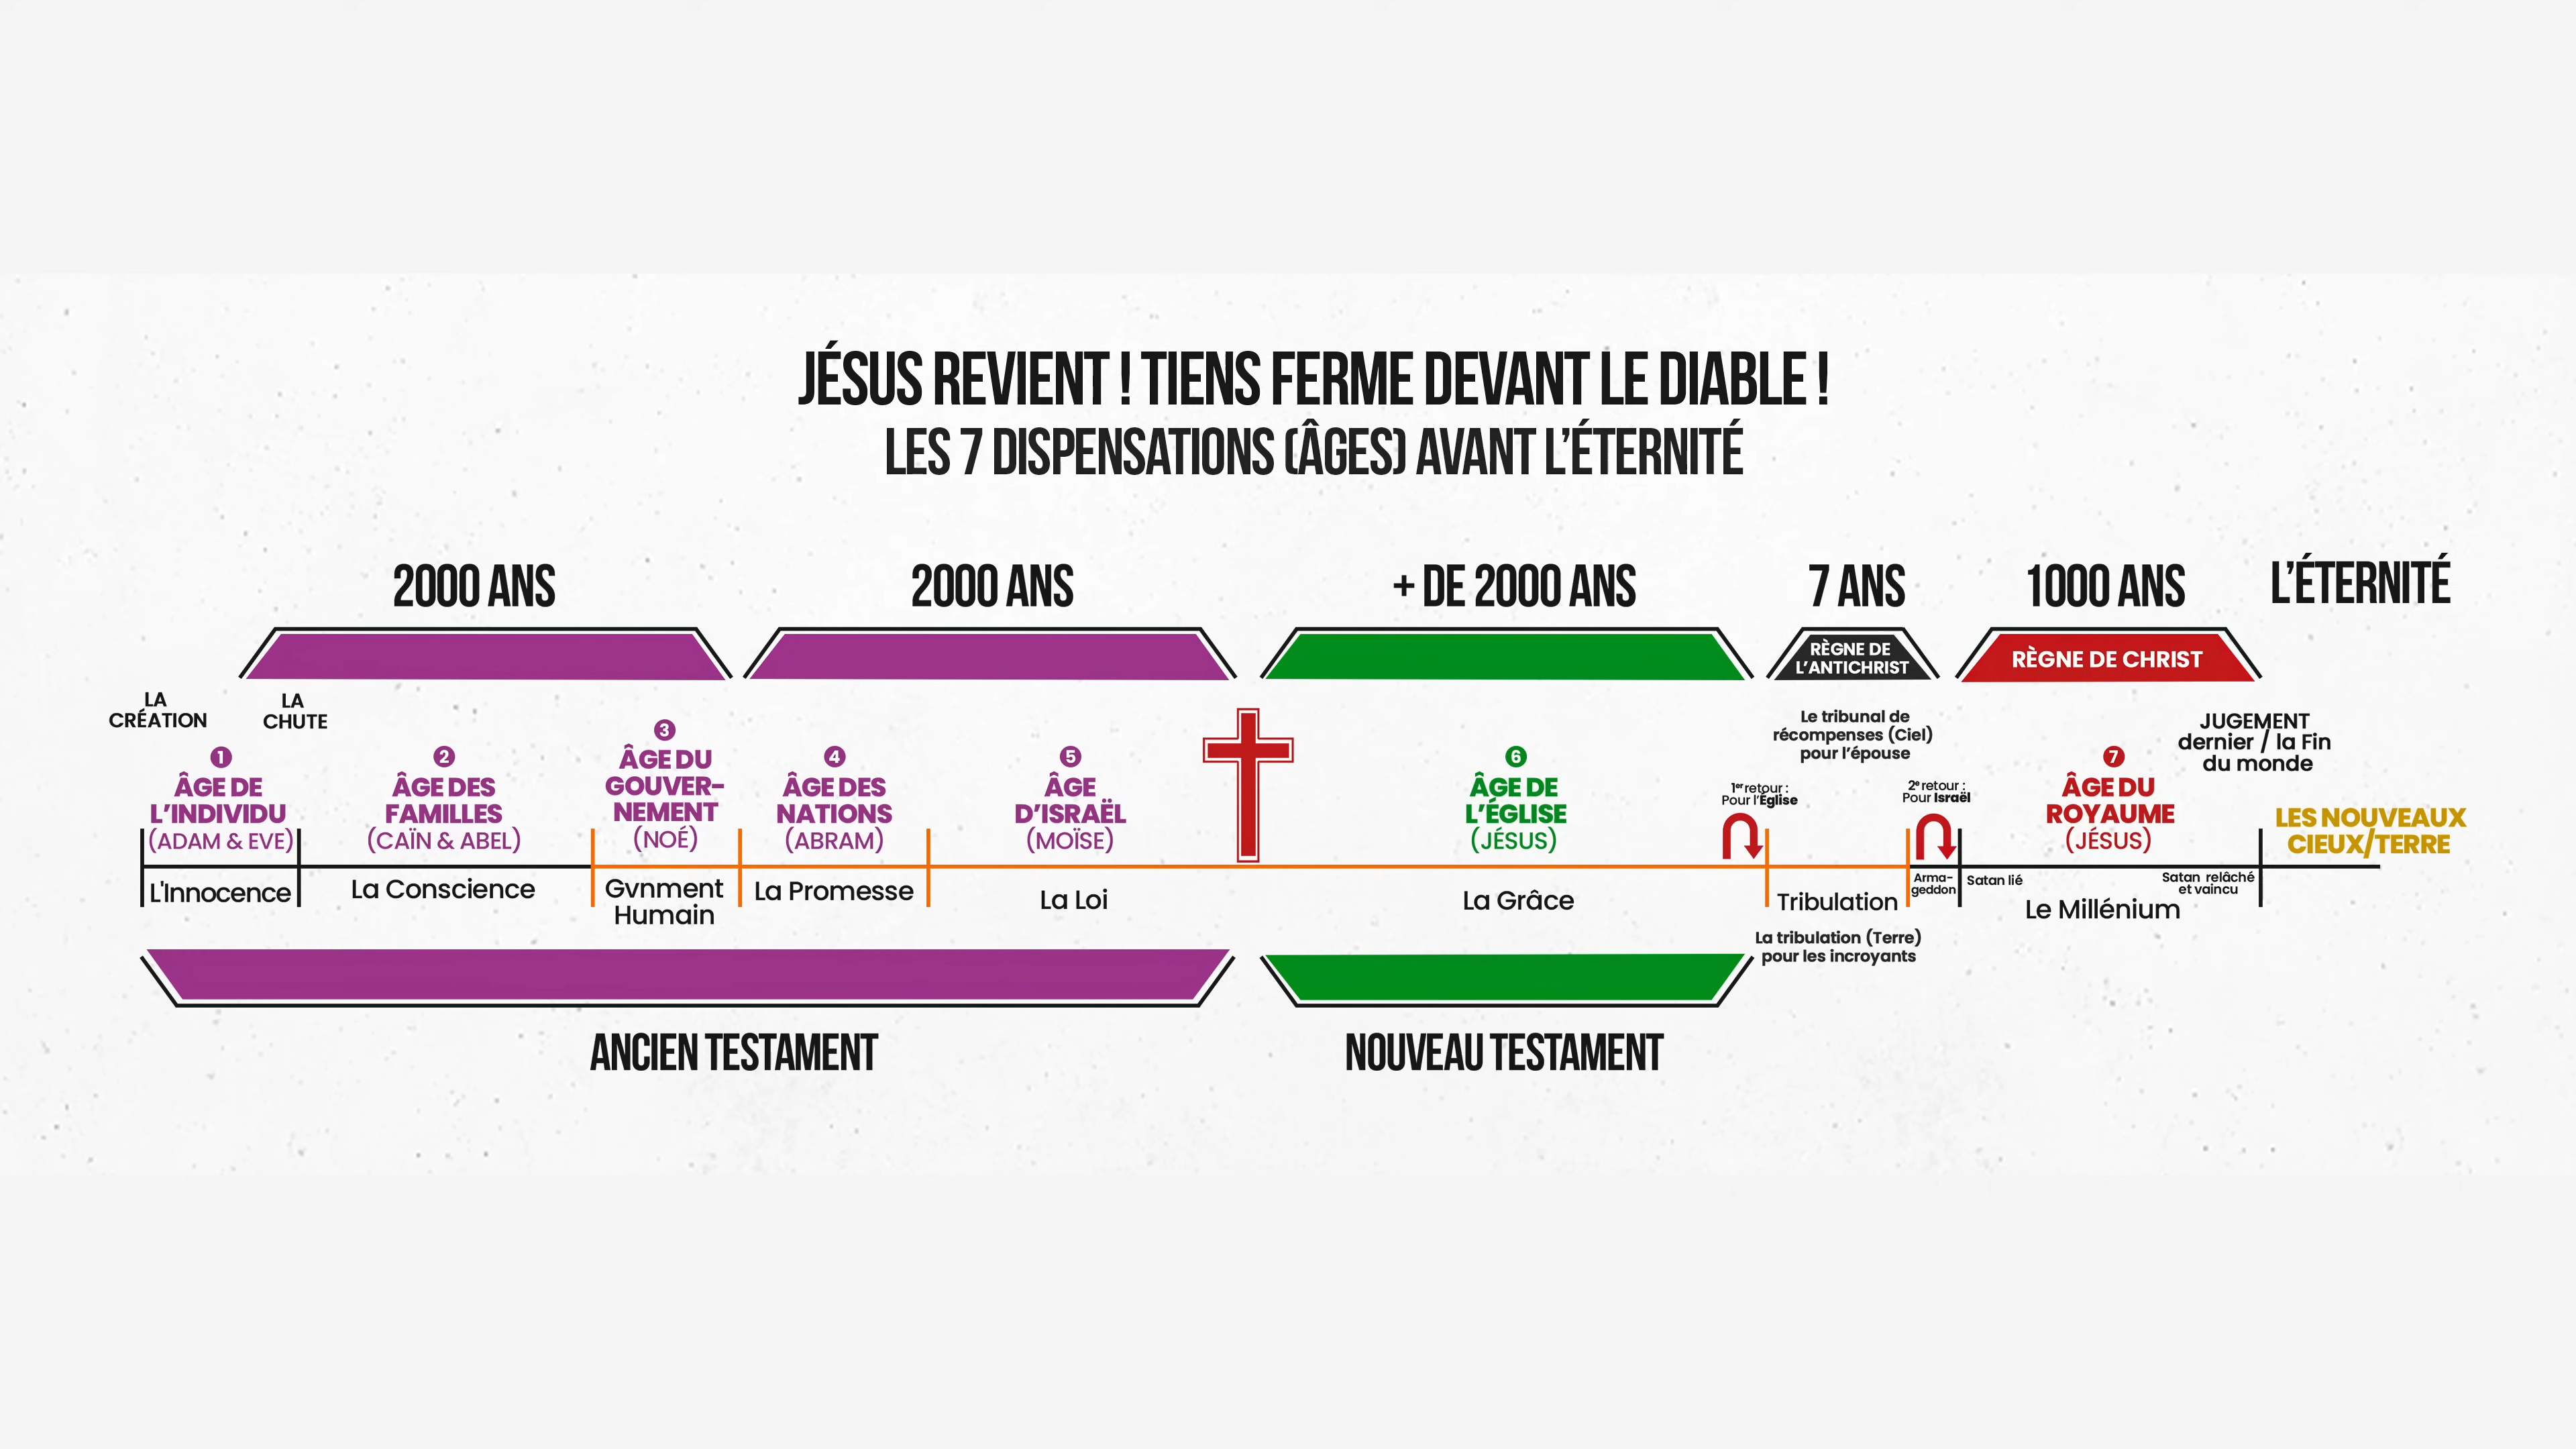 JÉSUS REVIENT ! TIENS FERME DEVANT LE DIABLE !
LES 7 DISPENSATIONS (ÂGES) AVANT L'ÉTERNITÉ
2000 ANS
2000 ANS
+ DE 2000 ANS
7 ANS
1000 ANS
L'ÉTERNITÉ
RÈGNE DE
L'ANTICHRIST
RÈGNE DE CHRIST
LA
CRÉATION
LA
CHUTE
1
ÂGE DE
L'INDIVIDU
(ADAM & EVE)
L'Innocence
2
ÂGE DES
FAMILLES
(CAÏN & ABEL)
La Conscience
3
ÂGE DU
GOUVER-
NEMENT
(NOÉ)
Gvnment
Humain
4
ÂGE DES
NATIONS
(ABRAM)
La Promesse
5
ÂGE
D'ISRAËL
(MOÏSE)
La Loi
6
ÂGE DE
L'ÉGLISE
(JÉSUS)
La Grâce
1er retour :
Pour l'Église
Le tribunal de
récompenses (Ciel)
pour l'épouse
Tribulation
La tribulation (Terre)
pour les incroyants
2e retour :
Pour Israël
Arma-
geddon
Satan lié
7
ÂGE DU
ROYAUME
(JÉSUS)
Le Millénium
Satan relâché
et vaincu
JUGEMENT
dernier / la Fin
du monde
LES NOUVEAUX
CIEUX/TERRE
ANCIEN TESTAMENT
NOUVEAU TESTAMENT